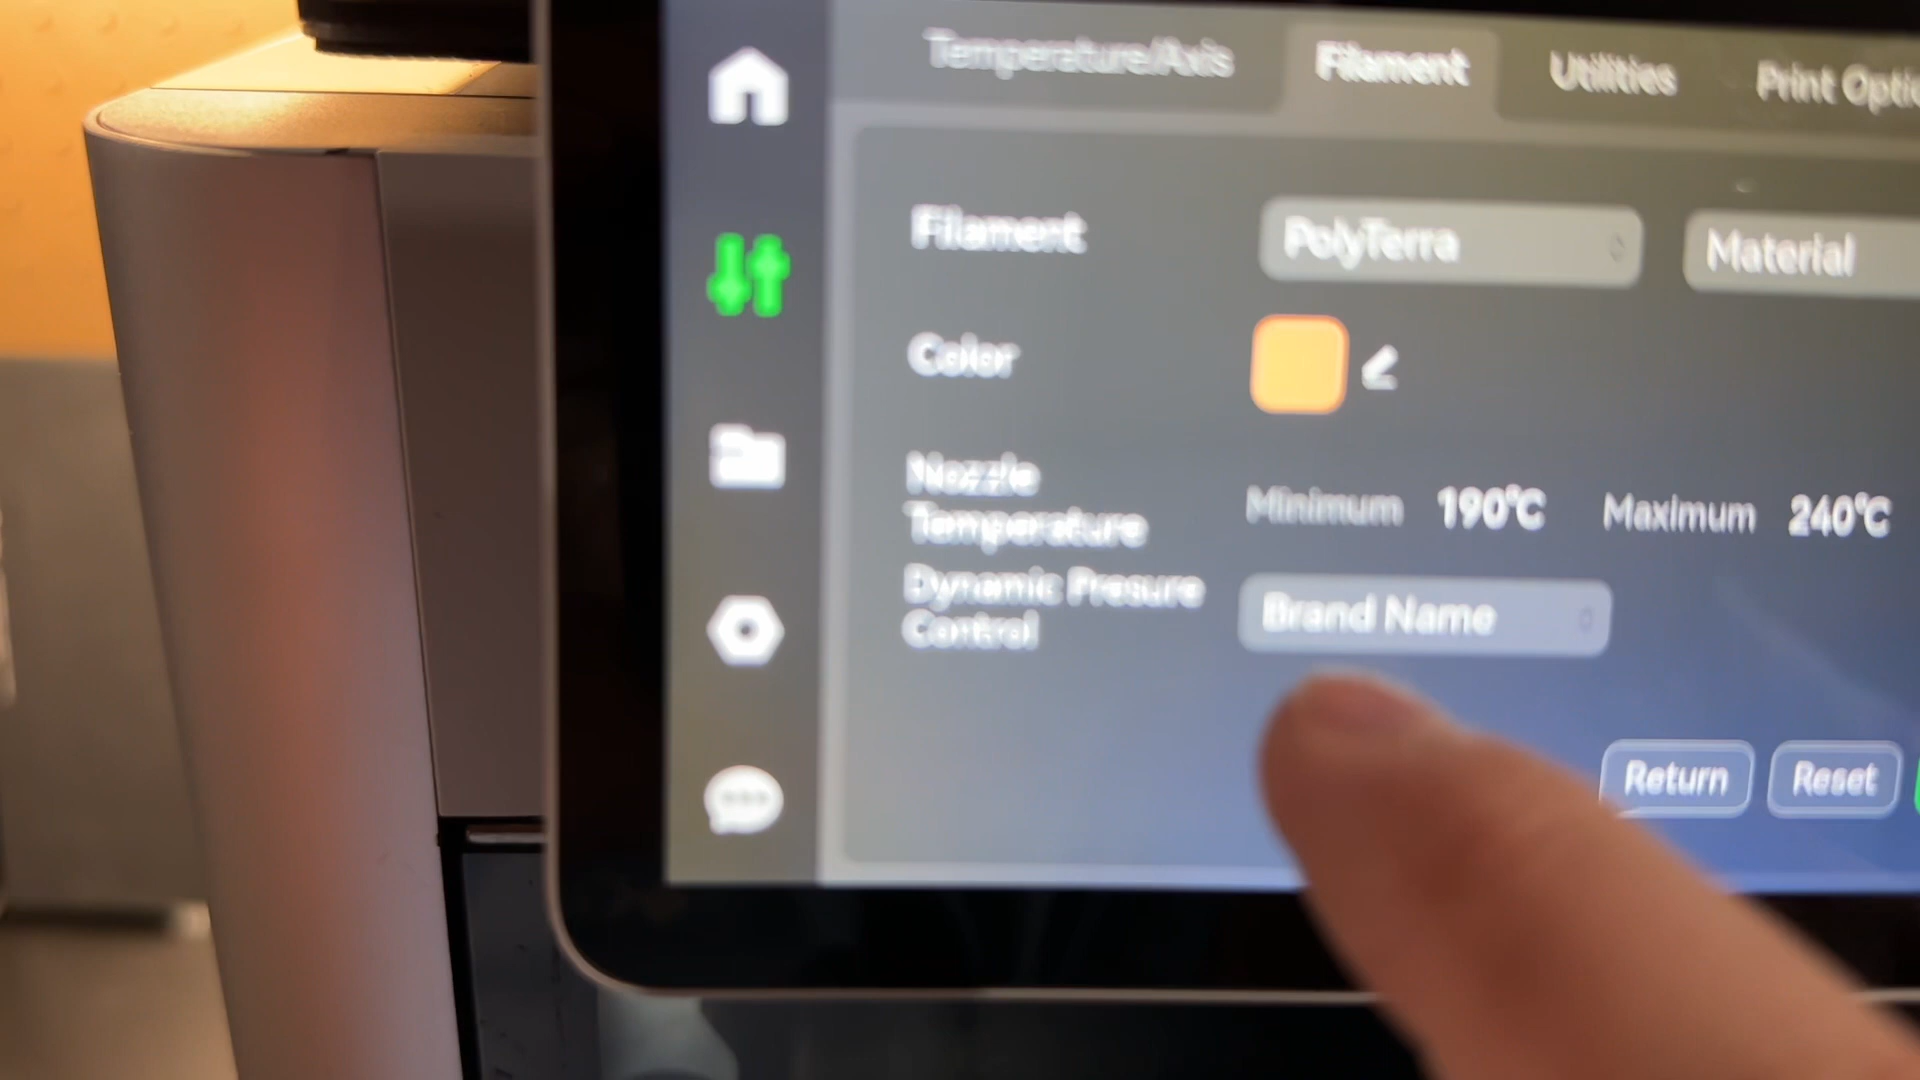 Temperature/Axis Filament Utilities Print Optio
Filament PolyTerra Material
Color
Nozzle
Temperature
Minimum 190℃ Maximum 240℃
Dynamic Presure
Control
Brand Name
Return Reset